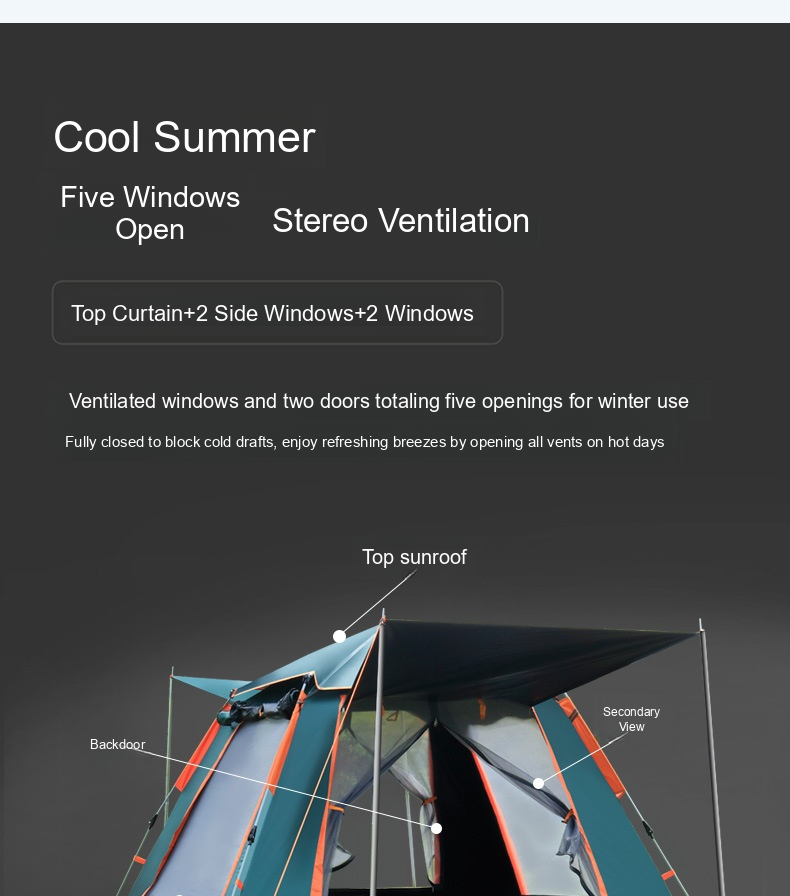 Cool Summer
Five Windows
Open
Stereo Ventilation
Top Curtain+2 Side Windows+2 Windows
Ventilated windows and two doors totaling five openings for winter use
Fully closed to block cold drafts, enjoy refreshing breezes by opening all vents on hot days
Top sunroof
Secondary
View
Backdoor